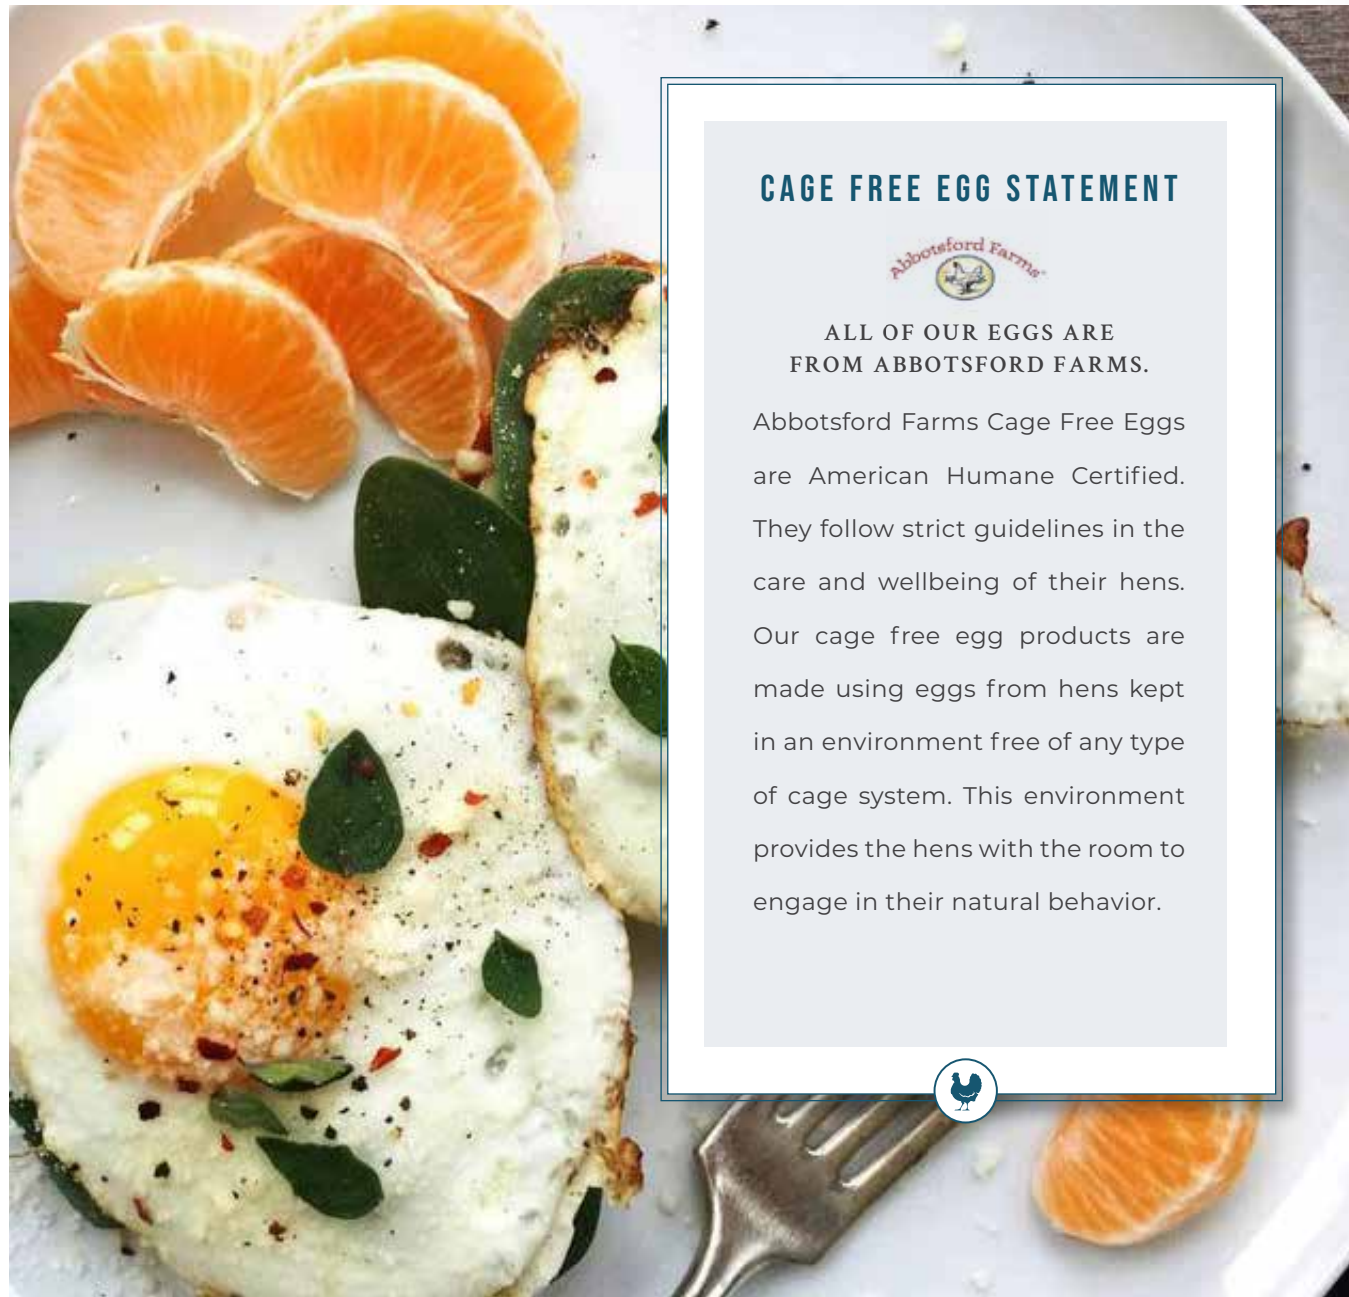 CAGE FREE EGG STATEMENT
Abbotsford Farms
ALL OF OUR EGGS ARE
FROM ABBOTSFORD FARMS.
Abbotsford Farms Cage Free Eggs
are American Humane Certified.
They follow strict guidelines in the
care and wellbeing of their hens.
Our cage free egg products are
made using eggs from hens kept
in an environment free of any type
of cage system. This environment
provides the hens with the room to
engage in their natural behavior.